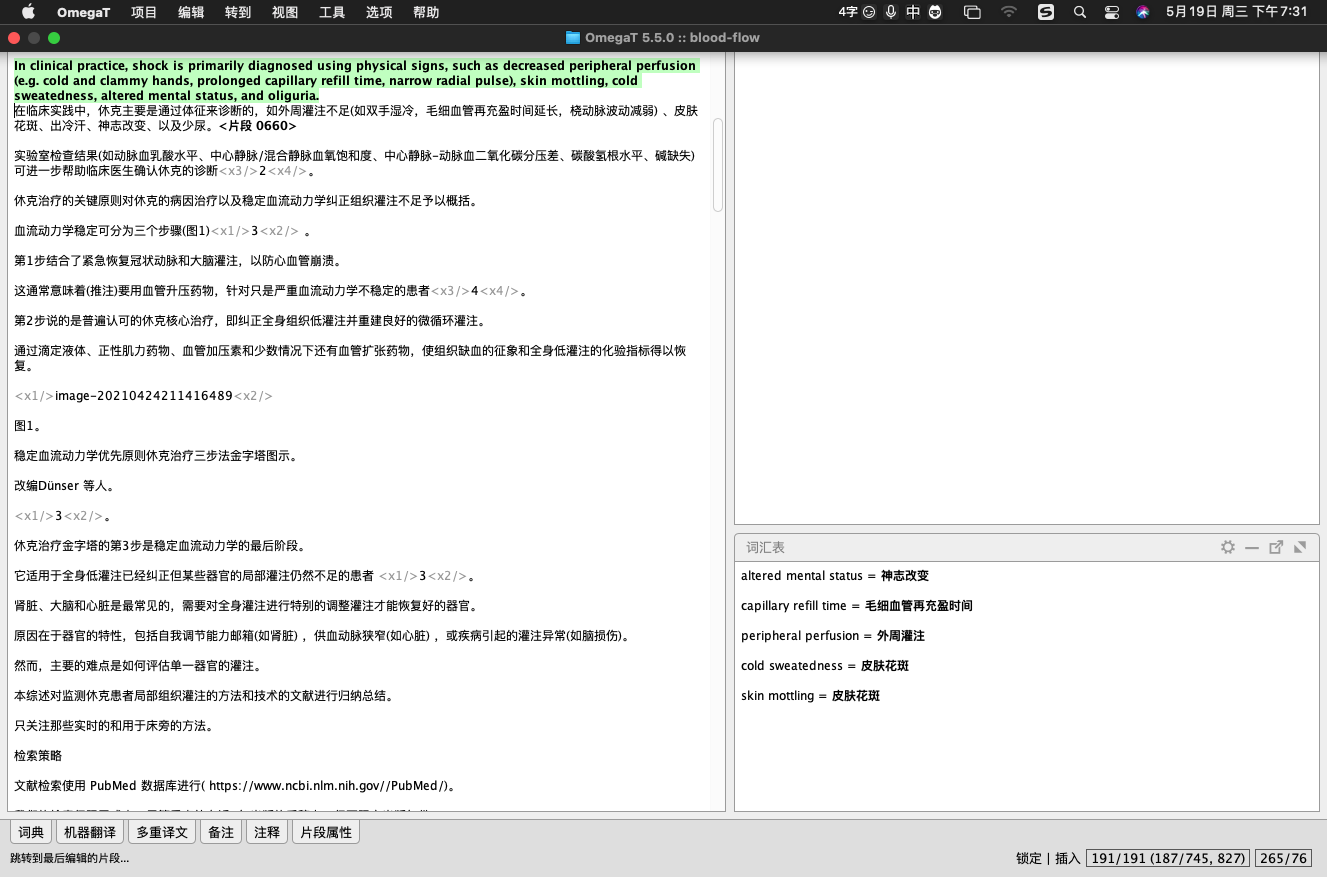 OmegaT 项目 编辑 转到 视图 工具 选项 帮助 4字 中 5月19日 周三 下午7:31
OmegaT 5.5.0 :: blood-flow
In clinical practice, shock is primarily diagnosed using physical signs, such as decreased peripheral perfusion
(e.g. cold and clammy hands, prolonged capillary refill time, narrow radial pulse), skin mottling, cold
sweatedness, altered mental status, and oliguria.
在临床实践中，休克主要是通过体征来诊断的，如外周灌注不足(如双手湿冷，毛细血管再充盈时间延长，桡动脉波动减弱) 、皮肤
花斑、出冷汗、神志改变、以及少尿。<片段 0660>
实验室检查结果(如动脉血乳酸水平、中心静脉/混合静脉血氧饱和度、中心静脉-动脉血二氧化碳分压差、碳酸氢根水平、碱缺失)
可进一步帮助临床医生确认休克的诊断<x3/>2<x4/>。
休克治疗的关键原则对休克的病因治疗以及稳定血流动力学纠正组织灌注不足予以概括。
血流动力学稳定可分为三个步骤(图1)<x1/>3<x2/> 。
第1步结合了紧急恢复冠状动脉和大脑灌注，以防心血管崩溃。
这通常意味着(推注)要用血管升压药物，针对只是严重血流动力学不稳定的患者<x3/>4<x4/>。
第2步说的是普遍认可的休克核心治疗，即纠正全身组织低灌注并重建良好的微循环灌注。
通过滴定液体、正性肌力药物、血管加压素和少数情况下还有血管扩张药物，使组织缺血的征象和全身低灌注的化验指标得以恢
复。
<x1/>image-20210424211416489<x2/>
图1。
稳定血流动力学优先原则休克治疗三步法金字塔图示。
改编Dünser 等人。
<x1/>3<x2/>。
休克治疗金字塔的第3步是稳定血流动力学的最后阶段。
它适用于全身低灌注已经纠正但某些器官的局部灌注仍然不足的患者 <x1/>3<x2/>。
肾脏、大脑和心脏是最常见的，需要对全身灌注进行特别的调整灌注才能恢复好的器官。
原因在于器官的特性，包括自我调节能力邮箱(如肾脏) ，供血动脉狭窄(如心脏) ，或疾病引起的灌注异常(如脑损伤)。
然而，主要的难点是如何评估单一器官的灌注。
本综述对监测休克患者局部组织灌注的方法和技术的文献进行归纳总结。
只关注那些实时的和用于床旁的方法。
检索策略
文献检索使用 PubMed 数据库进行( https://www.ncbi.nlm.nih.gov//PubMed/)。
词汇表
altered mental status = 神志改变
capillary refill time = 毛细血管再充盈时间
peripheral perfusion = 外周灌注
cold sweatedness = 皮肤花斑
skin mottling = 皮肤花斑
词典 机器翻译 多重译文 备注 注释 片段属性
跳转到最后编辑的片段... 锁定 | 插入 191/191 (187/745, 827) 265/76